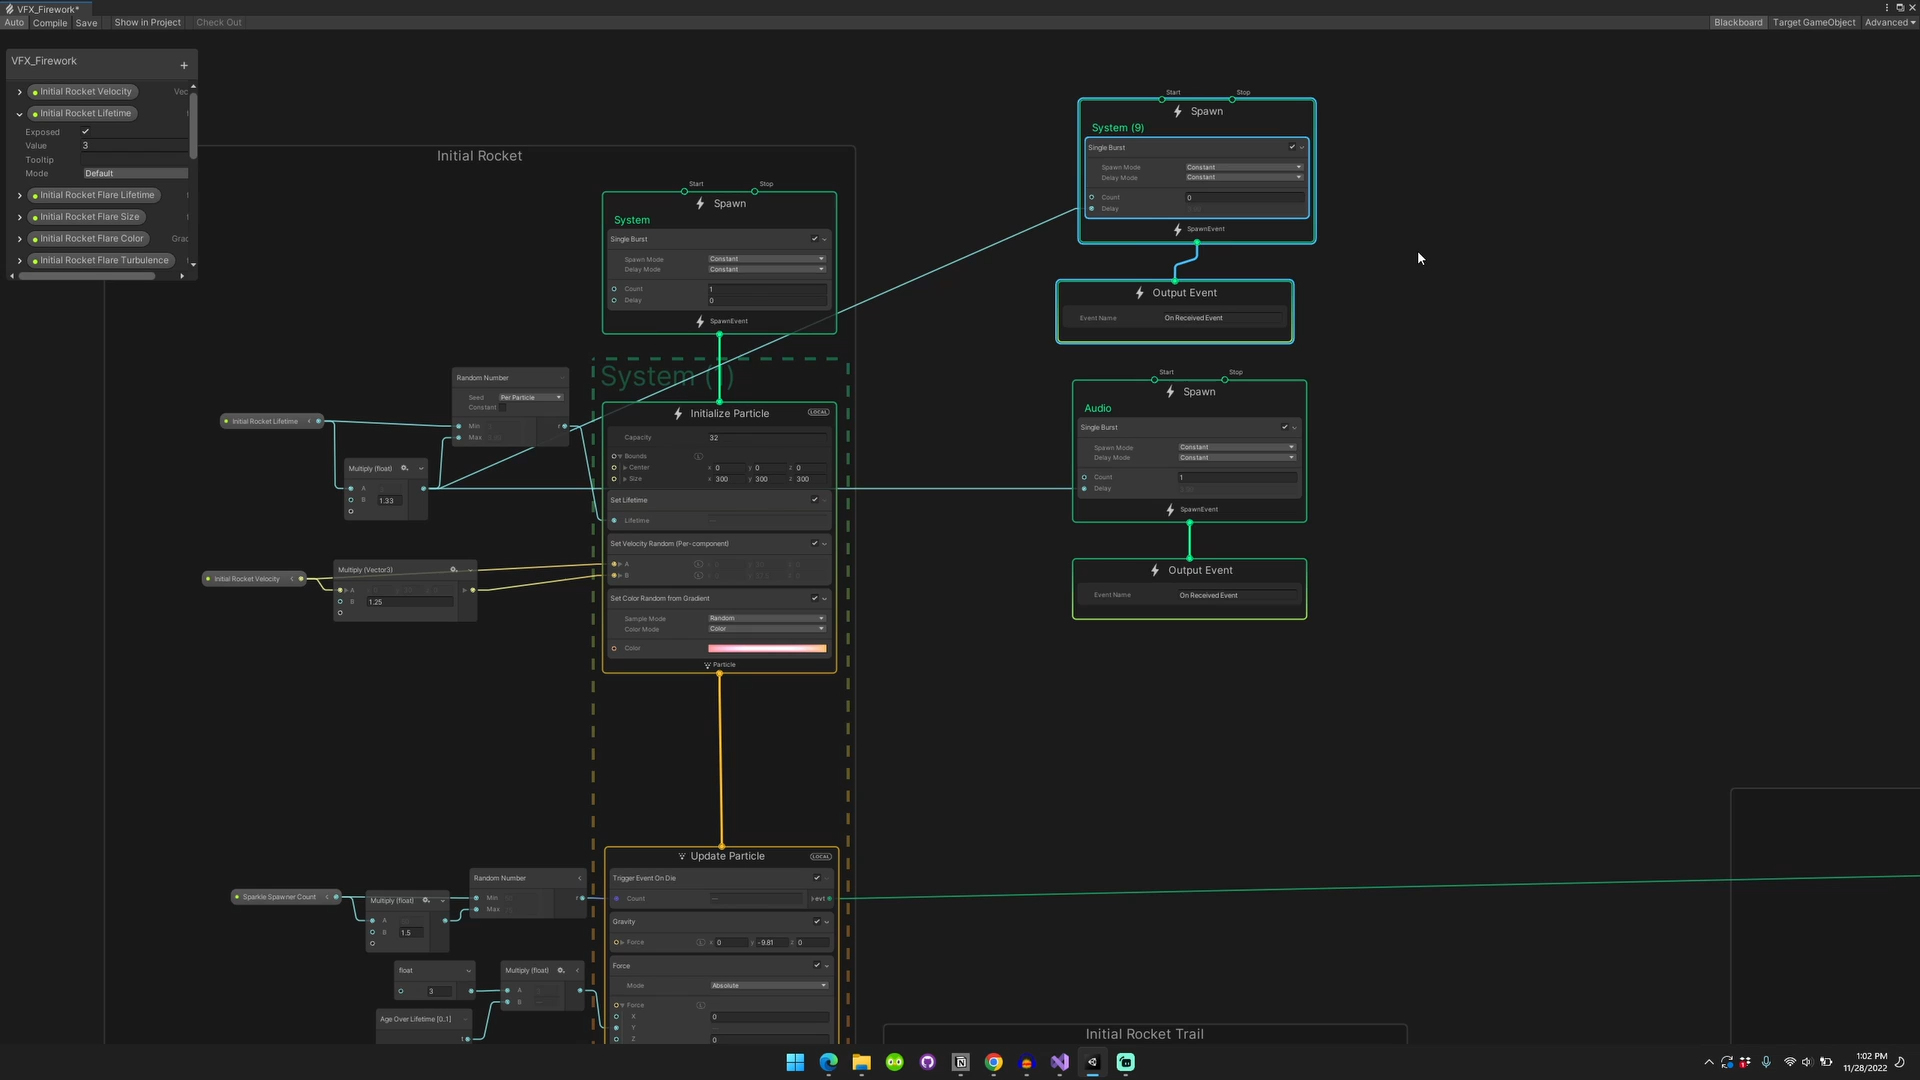 VFX_Firework*
Auto Compile Save Show in Project Check Out Blackboard Target GameObject Advanced
VFX_Firework
+
Initial Rocket Velocity Vec
Initial Rocket Lifetime
Exposed
Value 3
Tooltip
Mode Default
Initial Rocket Flare Lifetime
Initial Rocket Flare Size
Initial Rocket Flare Color Grac
Initial Rocket Flare Turbulence
Initial Rocket
Start Stop
Spawn
System
Single Burst
Spawn Mode Constant
Delay Mode Constant
Count 1
Delay 0
SpawnEvent
System (
Initialize Particle LOCAL
Capacity 32
Bounds L
Center x 0 y 0 z 0
Size x 300 y 300 z 300
Set Lifetime
Lifetime
Set Velocity Random (Per-component)
A L
B L
Set Color Random from Gradient
Sample Mode Random
Color Mode Color
Color
Particle
Random Number
Seed Per Particle
Constant
Min r
Max
Initial Rocket Lifetime
Multiply (float)
A
B 1.33
Initial Rocket Velocity
Multiply (Vector3)
A
B 1.25
Update Particle LOCAL
Trigger Event On Die
Count evt
Gravity
Force L x 0 y -9.81 z 0
Force
Mode Absolute
Force L
X 0
Y
Z 0
Sparkle Spawner Count
Multiply (float)
A
B 1.5
Random Number
Min r
Max
float
3
Multiply (float)
A
B
Age Over Lifetime [0..1]
t
Start Stop
Spawn
System (9)
Single Burst
Spawn Mode Constant
Delay Mode Constant
Count 0
Delay
SpawnEvent
Output Event
Event Name On Received Event
Start Stop
Spawn
Audio
Single Burst
Spawn Mode Constant
Delay Mode Constant
Count 1
Delay
SpawnEvent
Output Event
Event Name On Received Event
Initial Rocket Trail
1:02 PM
11/28/2022